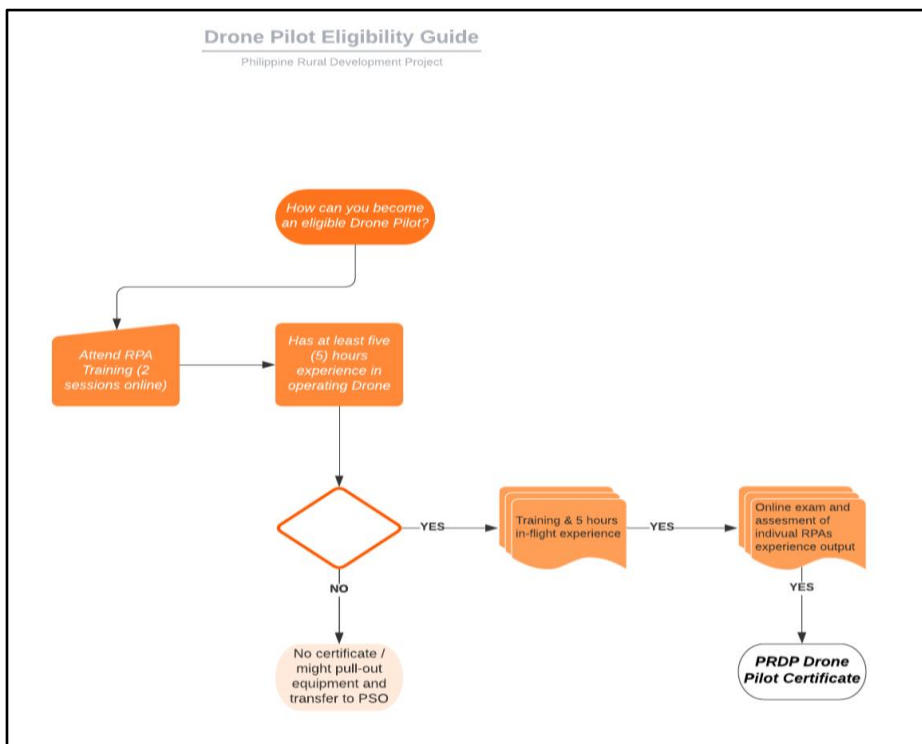 Drone Pilot Eligibility Guide
Philippine Rural Development Project
How can you become
an eligible Drone Pilot?
Attend RPA
Training (2
sessions online)
Has at least five
(5) hours
experience in
operating Drone
YES
Training & 5 hours
in-flight experience
YES
Online exam and
assesment of
indivual RPAs
experience output
NO
YES
No certificate /
might pull-out
equipment and
transfer to PSO
PRDP Drone
Pilot Certificate